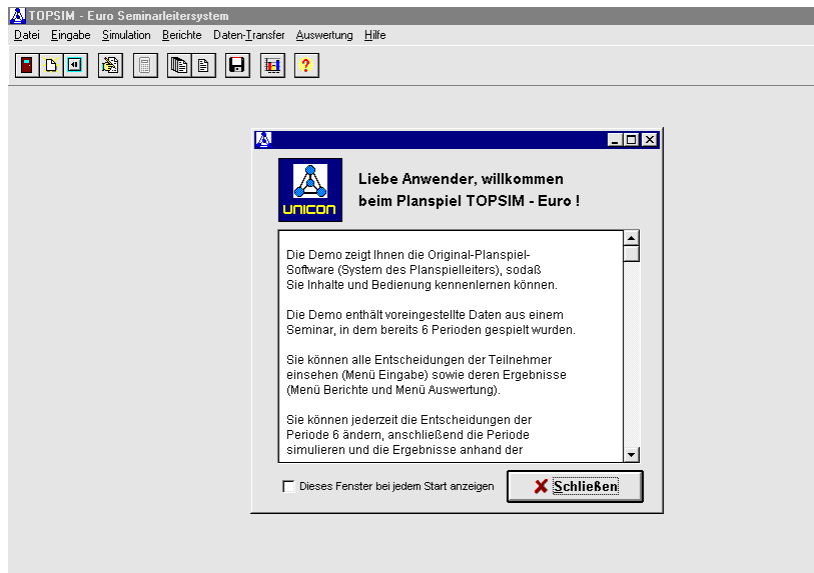 TOPSIM - Euro Seminarleitersystem
Datei Eingabe Simulation Berichte Daten-Transfer Auswertung Hilfe
?
UNICON
Liebe Anwender, willkommen
beim Planspiel TOPSIM - Euro !
Die Demo zeigt Ihnen die Original-Planspiel-
Software (System des Planspielleiters), sodaß
Sie Inhalte und Bedienung kennenlernen können.
Die Demo enthält voreingestellte Daten aus einem
Seminar, in dem bereits 6 Perioden gespielt wurden.
Sie können alle Entscheidungen der Teilnehmer
einsehen (Menü Eingabe) sowie deren Ergebnisse
(Menü Berichte und Menü Auswertung).
Sie können jederzeit die Entscheidungen der
Periode 6 ändern, anschließend die Periode
simulieren und die Ergebnisse anhand der
Dieses Fenster bei jedem Start anzeigen
Schließen